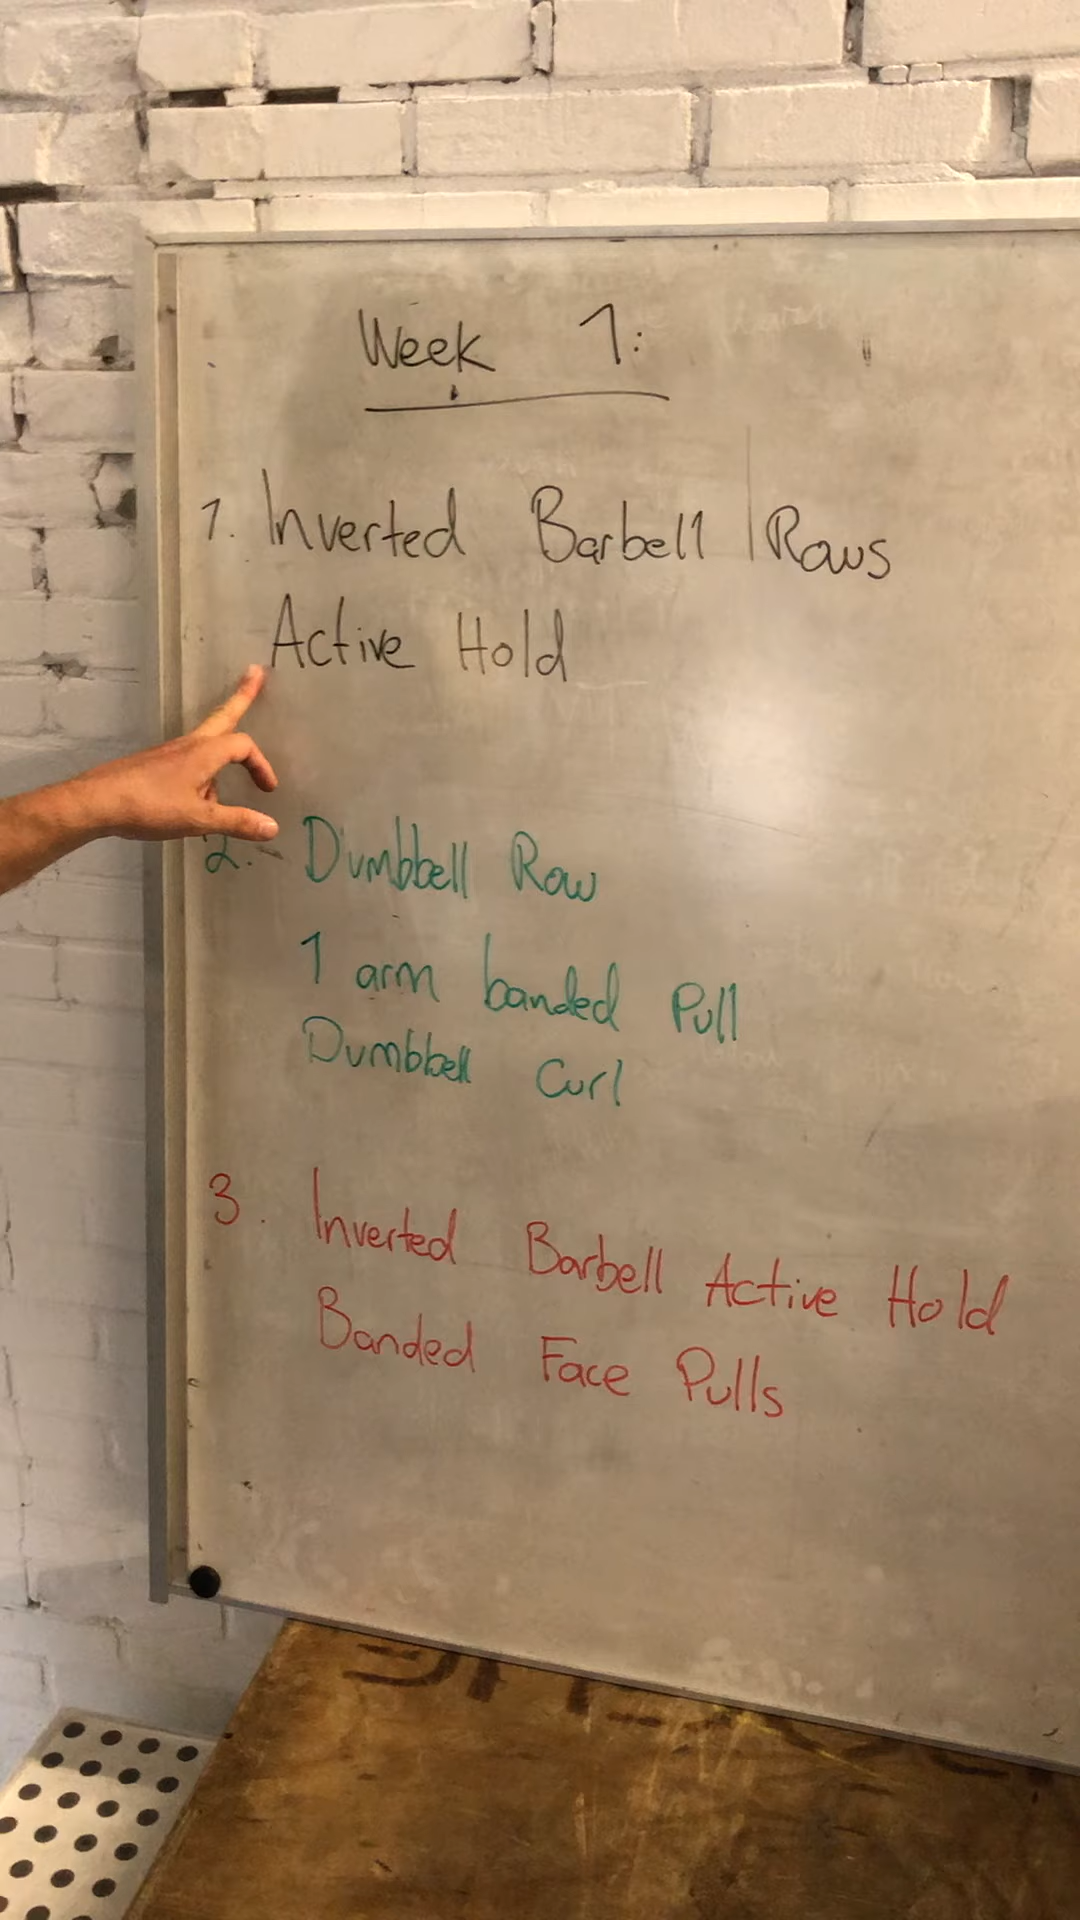 Week 1:
1. Inverted Barbell Rows
Active Hold
2. Dumbbell Row
1 arm banded Pull
Dumbbell Curl
3. Inverted Barbell Active Hold
Banded Face Pulls